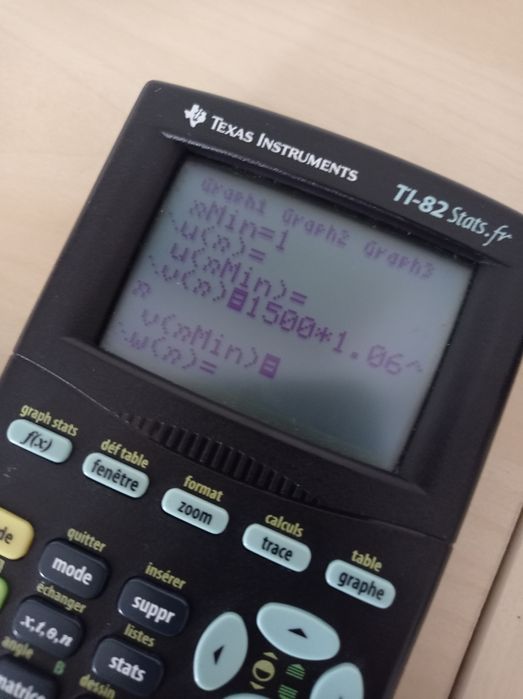 TEXAS INSTRUMENTS
TI-82 Stats.fr
Graph1 Graph2 Graph3
nMin=1
\u(n)=
u(nMin)=
\v(n)=1500*1.06^
n
v(nMin)=
\w(n)=
graph stats
f(x)
déf table
fenêtre
format
zoom
calculs
trace
table
graphe
de
quitter
mode
insérer
suppr
échanger
x,t,θ,n
listes
stats
angle
B
matrice
dessin